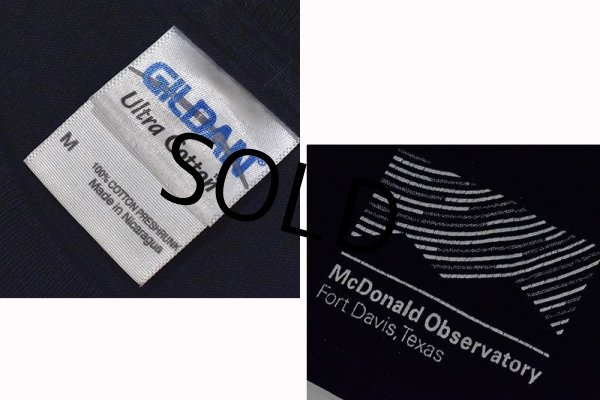 GILDAN®
Ultra Cotton
M
100% COTTON PRESHRUNK
Made in Nicaragua
SOLD
McDonald Observatory
Fort Davis, Texas